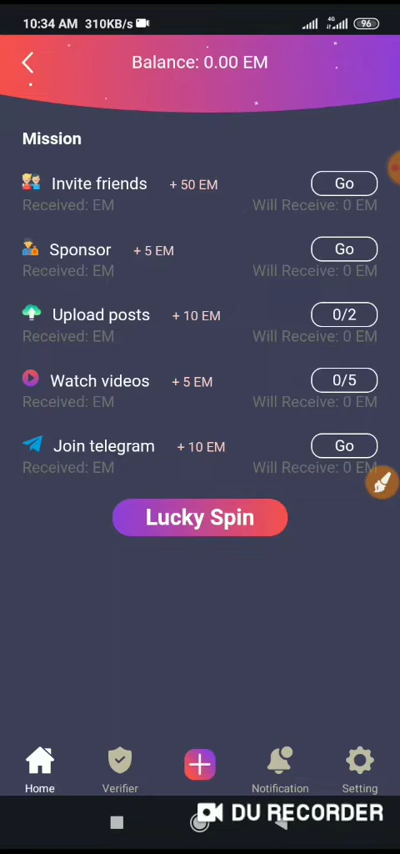 10:34 AM 310KB/s 4G 96
Balance: 0.00 EM
Mission
Invite friends + 50 EM Go
Received: EM Will Receive: 0 EM
Sponsor + 5 EM Go
Received: EM Will Receive: 0 EM
Upload posts + 10 EM 0/2
Received: EM Will Receive: 0 EM
Watch videos + 5 EM 0/5
Received: EM Will Receive: 0 EM
Join telegram + 10 EM Go
Received: EM Will Receive: 0 EM
Lucky Spin
Home Verifier Notification Setting
DU RECORDER